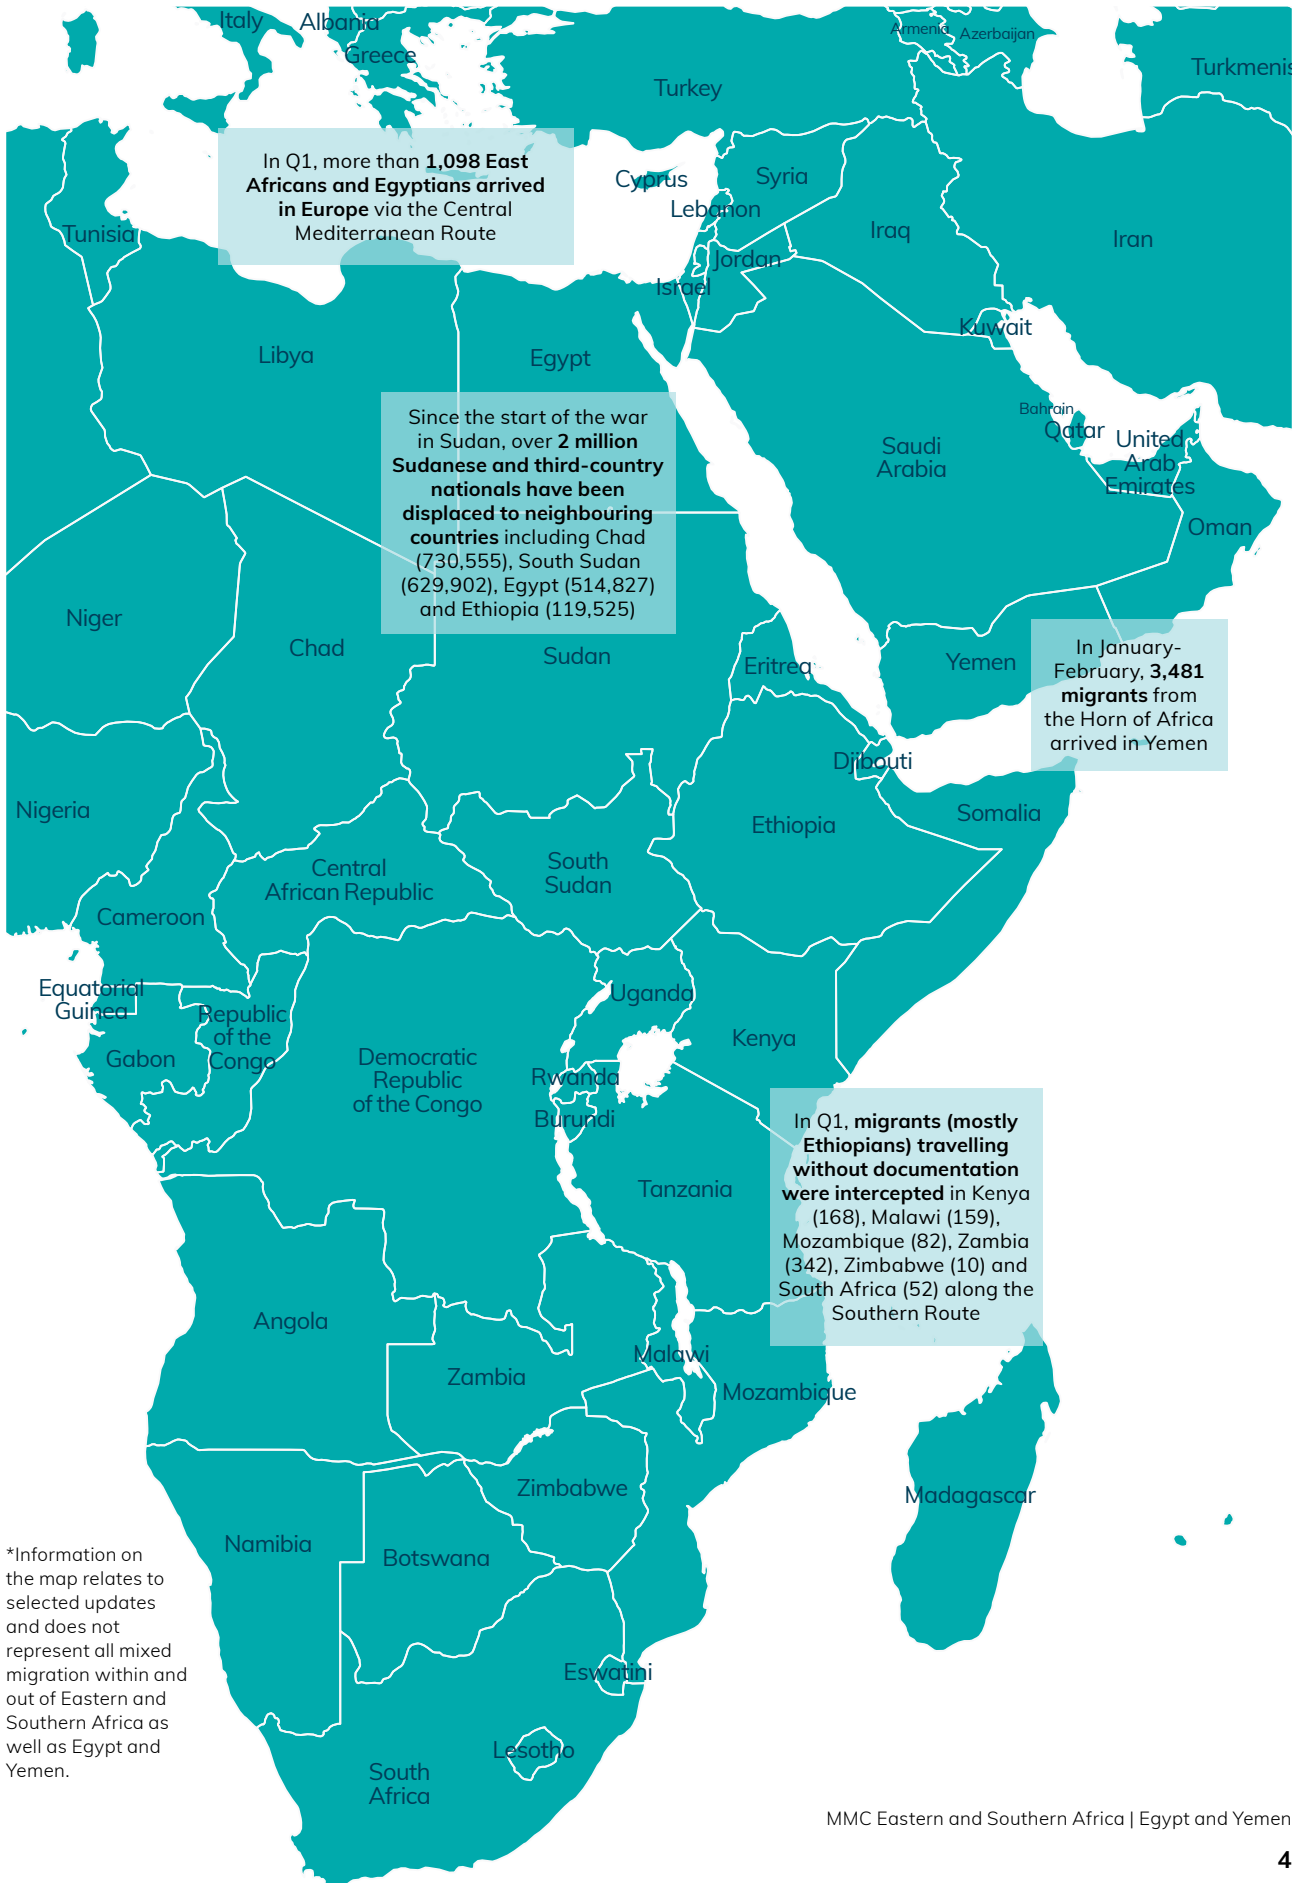 Italy
Albania
Greece
Armenia
Azerbaijan
Turkey
In Q1, more than 1,098 East
Africans and Egyptians arrived
in Europe via the Central
Mediterranean Route
Cyprus
Syria
Lebanon
Tunisia
Iraq
Iran
Jordan
Israel
Kuwait
Libya
Egypt
Bahrain
Qatar
United
Arab
Emirates
Saudi
Arabia
Oman
Since the start of the war
in Sudan, over 2 million
Sudanese and third-country
nationals have been
displaced to neighbouring
countries including Chad
(730,555), South Sudan
(629,902), Egypt (514,827)
and Ethiopia (119,525)
Niger
Chad
Sudan
Eritrea
Yemen
In January-
February, 3,481
migrants from
the Horn of Africa
arrived in Yemen
Djibouti
Nigeria
Ethiopia
Somalia
Central
African Republic
South
Sudan
Cameroon
Equatorial
Guinea
Republic
of the
Congo
Gabon
Uganda
Kenya
Democratic
Republic
of the Congo
Rwanda
Burundi
Tanzania
In Q1, migrants (mostly
Ethiopians) travelling
without documentation
were intercepted in Kenya
(168), Malawi (159),
Mozambique (82), Zambia
(342), Zimbabwe (10) and
South Africa (52) along the
Southern Route
Angola
Malawi
Zambia
Mozambique
Zimbabwe
Madagascar
Namibia
Botswana
*Information on
the map relates to
selected updates
and does not
represent all mixed
migration within and
out of Eastern and
Southern Africa as
well as Egypt and
Yemen.
Eswatini
Lesotho
South
Africa
MMC Eastern and Southern Africa | Egypt and Yemen
4